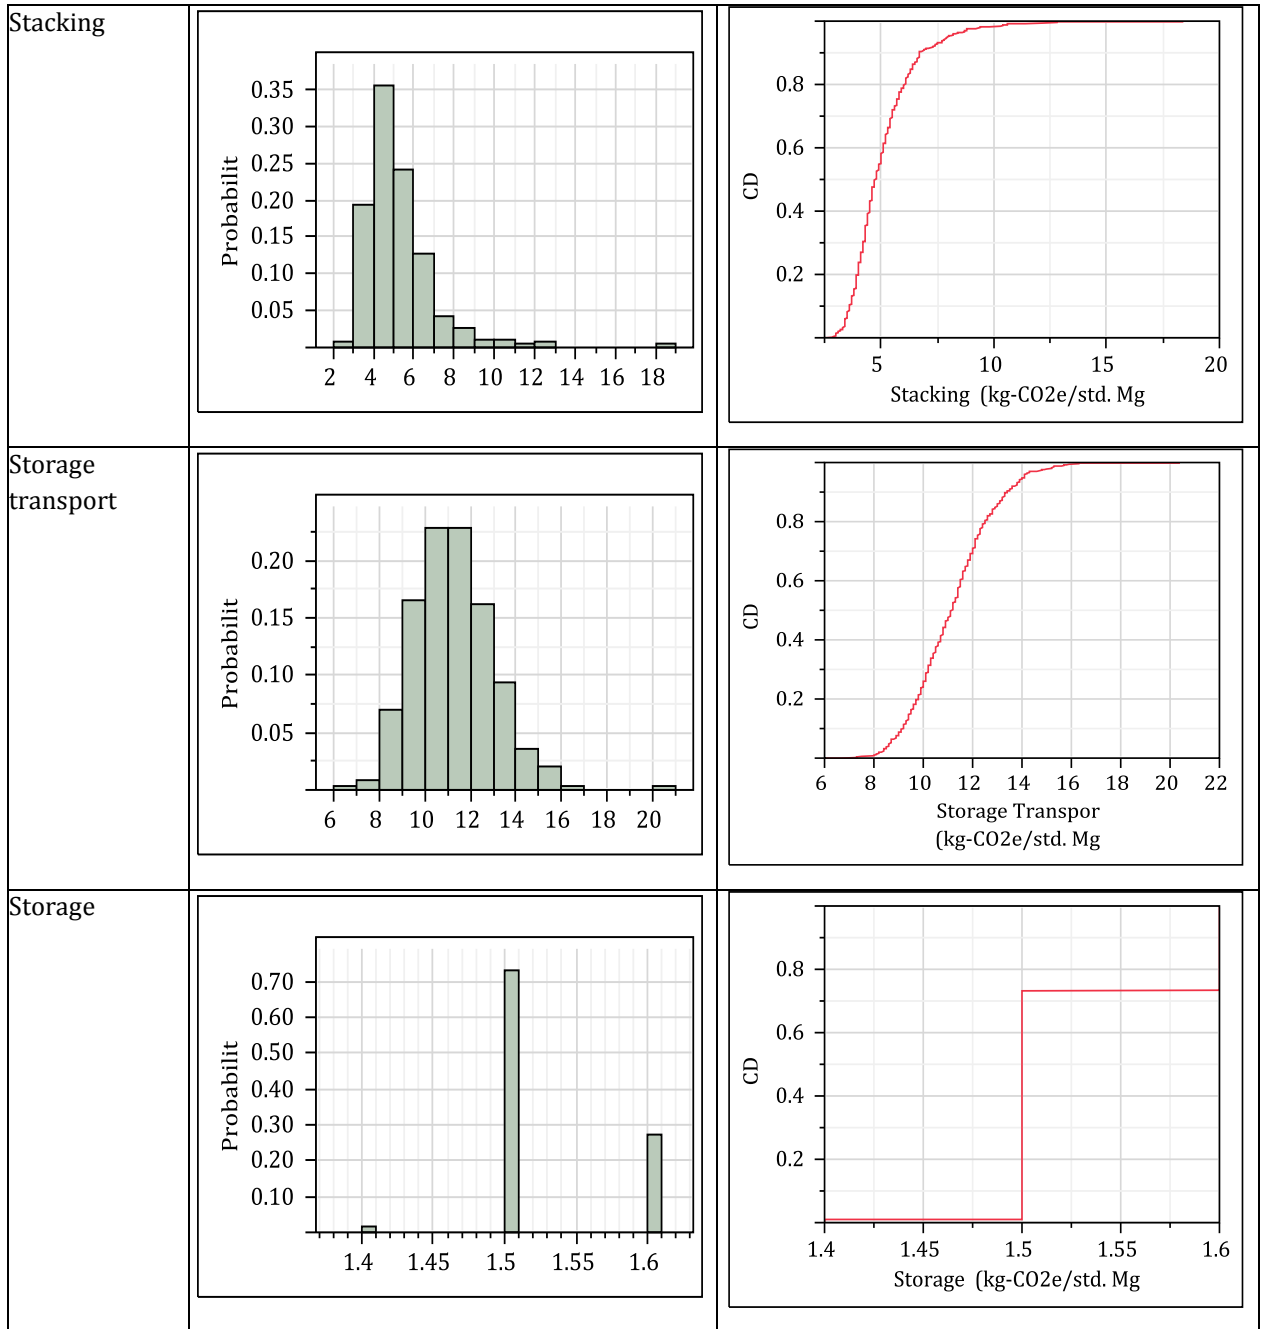 Stacking
Probabilit
0.35
0.30
0.25
0.20
0.15
0.10
0.05
2 4 6 8 10 12 14 16 18
CD
0.8
0.6
0.4
0.2
5 10 15 20
Stacking (kg-CO2e/std. Mg
Storage
transport
Probabilit
0.20
0.15
0.10
0.05
6 8 10 12 14 16 18 20
CD
0.8
0.6
0.4
0.2
6 8 10 12 14 16 18 20 22
Storage Transpor
(kg-CO2e/std. Mg
Storage
Probabilit
0.70
0.60
0.50
0.40
0.30
0.20
0.10
1.4 1.45 1.5 1.55 1.6
CD
0.8
0.6
0.4
0.2
1.4 1.45 1.5 1.55 1.6
Storage (kg-CO2e/std. Mg